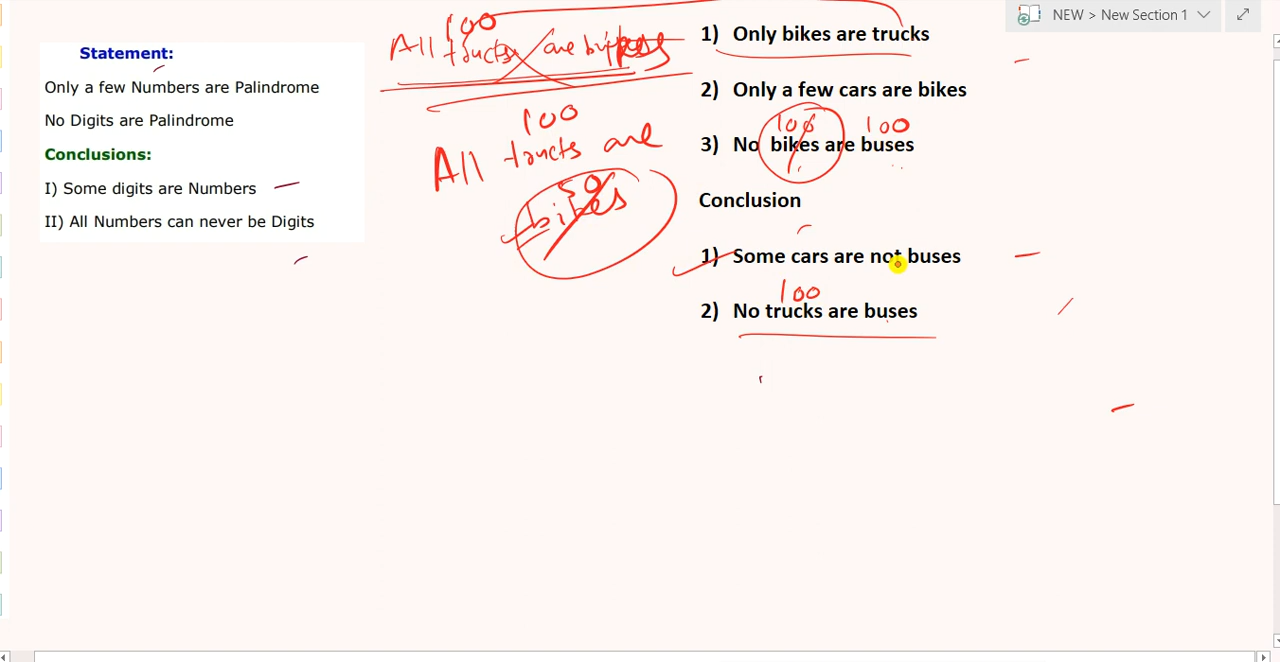 NEW > New Section 1
Statement:
Only a few Numbers are Palindrome
No Digits are Palindrome
Conclusions:
I) Some digits are Numbers
II) All Numbers can never be Digits
100
All tructs are
100
All tructs are
50
bikes
1) Only bikes are trucks
2) Only a few cars are bikes
100 100
3) No bikes are buses
Conclusion
1) Some cars are not buses
100
2) No trucks are buses